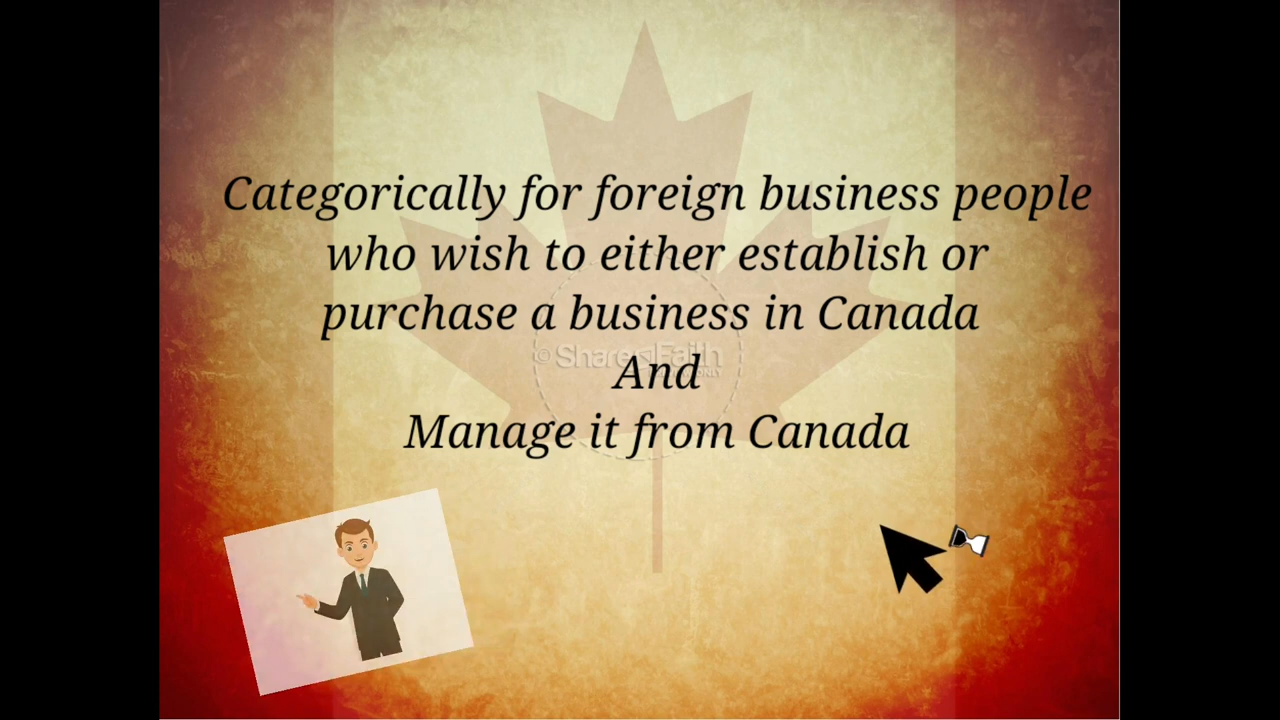 Categorically for foreign business people
who wish to either establish or
purchase a business in Canada
© ShareFaith
And
Manage it from Canada